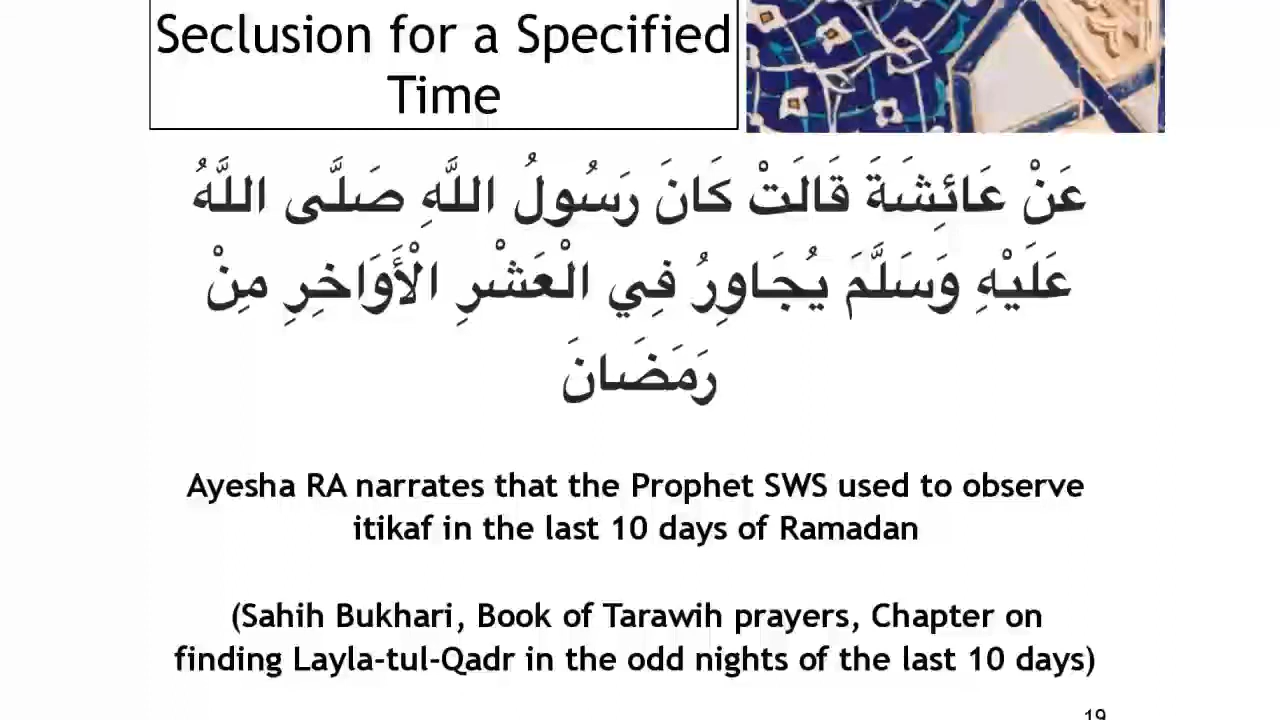 Seclusion for a Specified
Time
عَنْ عَائِشَةَ قَالَتْ كَانَ رَسُولُ اللَّهِ صَلَّى اللَّهُ
عَلَيْهِ وَسَلَّمَ يُجَاوِرُ فِي الْعَشْرِ الْأَوَاخِرِ مِنْ
رَمَضَانَ
Ayesha RA narrates that the Prophet SWS used to observe
itikaf in the last 10 days of Ramadan
(Sahih Bukhari, Book of Tarawih prayers, Chapter on
finding Layla-tul-Qadr in the odd nights of the last 10 days)
19